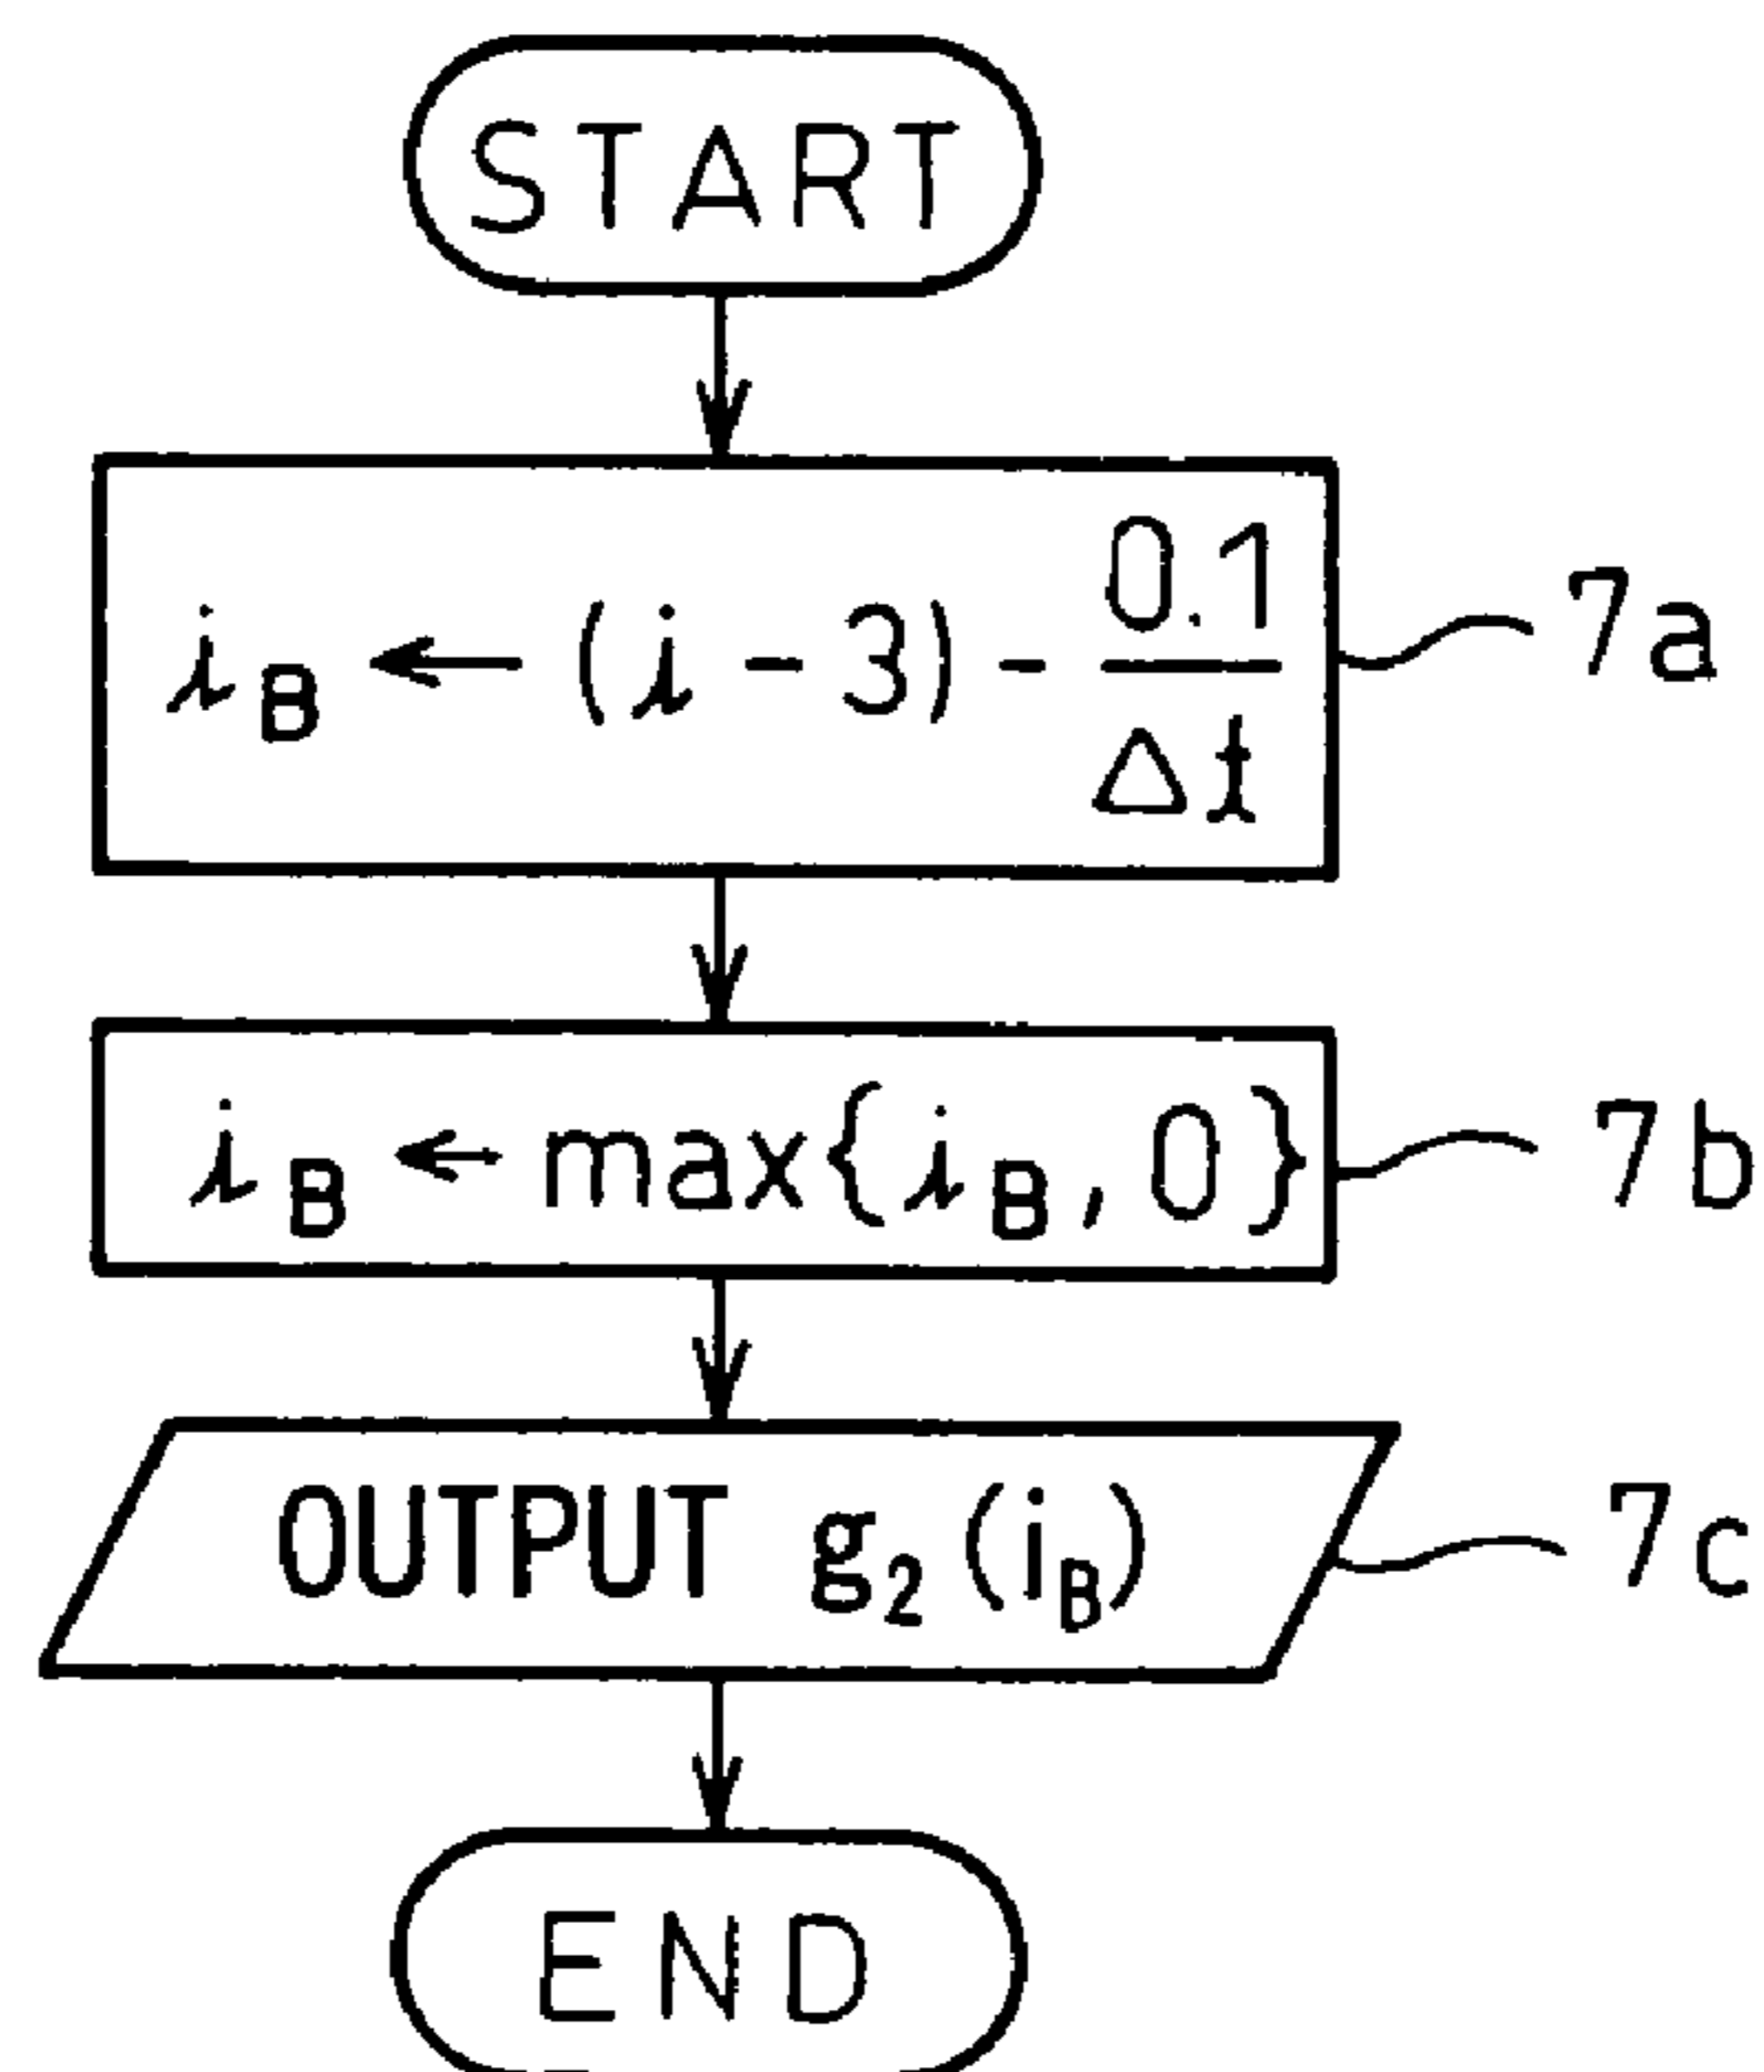 START
i_B ← (i - 3) - 0.1/Δt
7a
i_B ← max{i_B, 0}
7b
OUTPUT g₂ (i_B)
7c
END